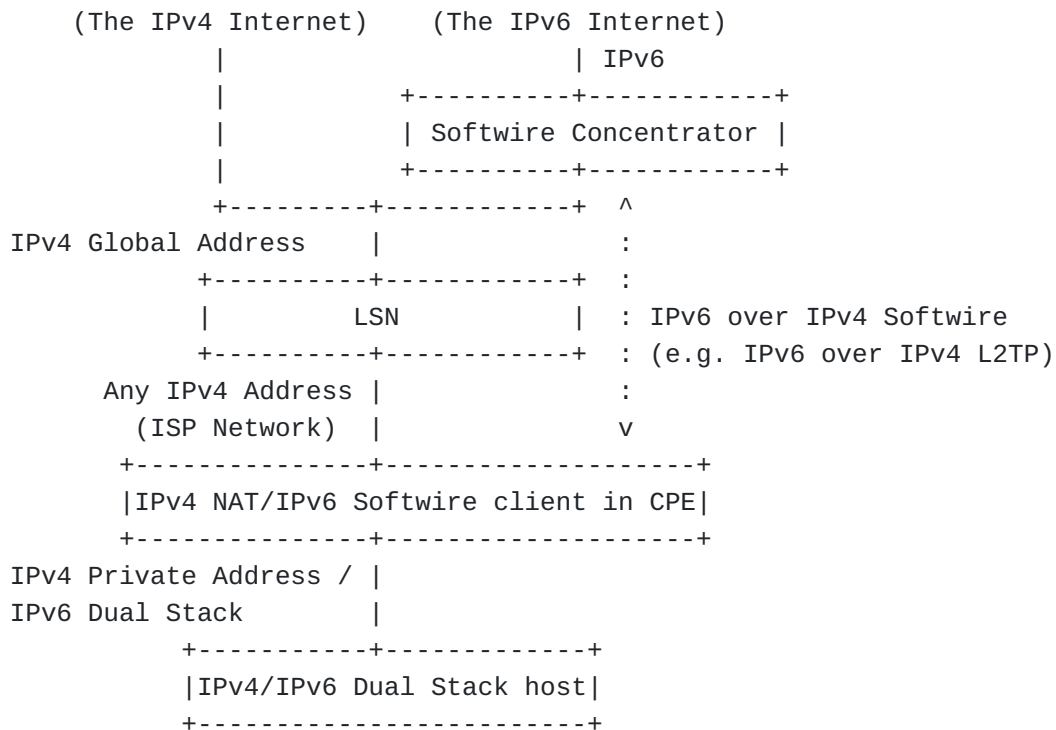 (The IPv4 Internet)    (The IPv6 Internet)
| | IPv6
| +----------+------------+
| | Softwire Concentrator |
| +----------+------------+
+---------+------------+ ^
IPv4 Global Address | :
+----------+------------+ :
| LSN | : IPv6 over IPv4 Softwire
+----------+------------+ : (e.g. IPv6 over IPv4 L2TP)
Any IPv4 Address | :
(ISP Network) | v
+---------------+--------------------+
|IPv4 NAT/IPv6 Softwire client in CPE|
+---------------+--------------------+
IPv4 Private Address / |
IPv6 Dual Stack |
+-----------+-------------+
|IPv4/IPv6 Dual Stack host|
+-------------------------+